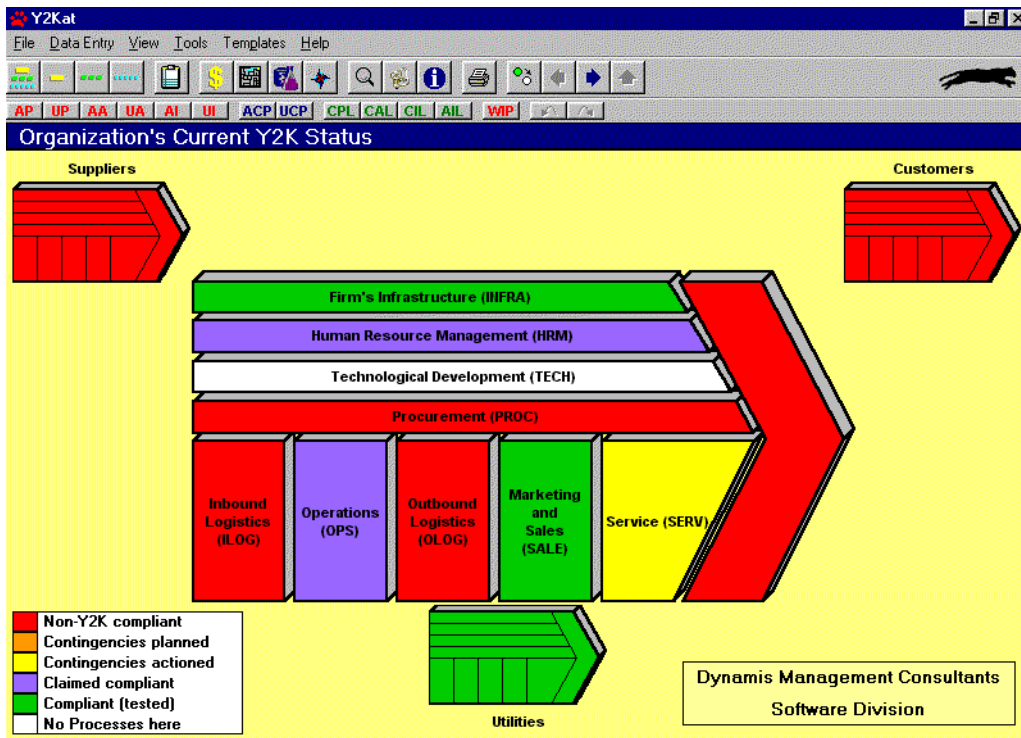 Y2Kat
File Data Entry View Tools Templates Help
AP UP AA UA AI UI ACP UCP CPL CAL CIL AIL WIP
Organization's Current Y2K Status
Suppliers
Customers
Firm's Infrastructure (INFRA)
Human Resource Management (HRM)
Technological Development (TECH)
Procurement (PROC)
Inbound
Logistics
(ILOG)
Operations
(OPS)
Outbound
Logistics
(OLOG)
Marketing
and
Sales
(SALE)
Service (SERV)
Non-Y2K compliant
Contingencies planned
Contingencies actioned
Claimed compliant
Compliant (tested)
No Processes here
Utilities
Dynamis Management Consultants
Software Division